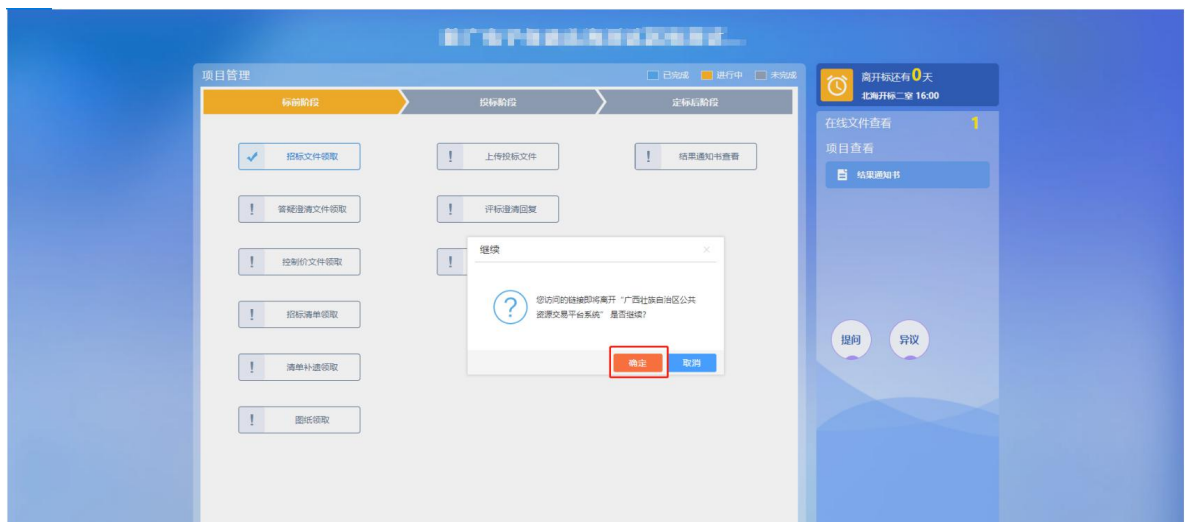 项目管理
已完成 进行中 未完成
标前阶段 投标阶段 定标后阶段
招标文件领取 上传投标文件 结果通知书查看
答疑澄清文件领取 评标澄清回复
控制价文件领取
招标清单领取
清单补遗领取
图纸领取
继续
您访问的链接即将离开“广西壮族自治区公共
资源交易平台系统”是否继续?
确定 取消
离开标还有0天
北海开标二室 16:00
在线文件查看 1
项目查看
结果通知书
提问 异议